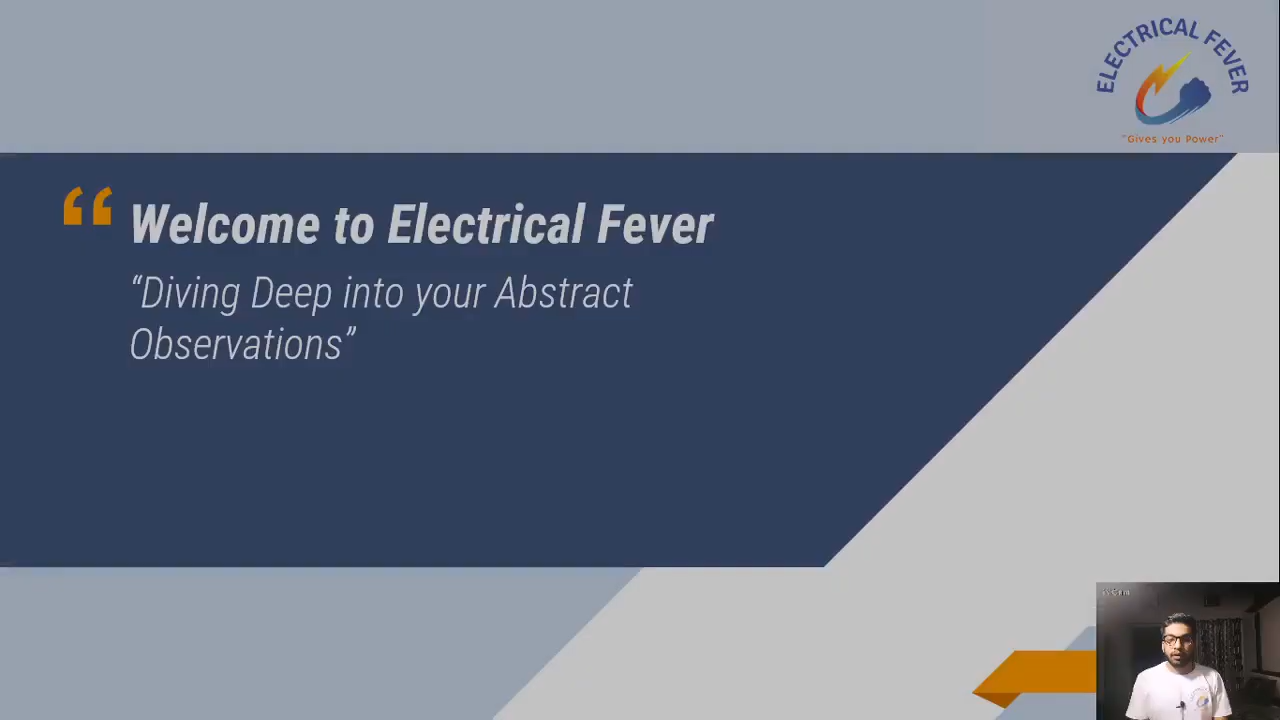 ELECTRICAL FEVER
"Gives you Power"
“ Welcome to Electrical Fever
“Diving Deep into your Abstract
Observations”